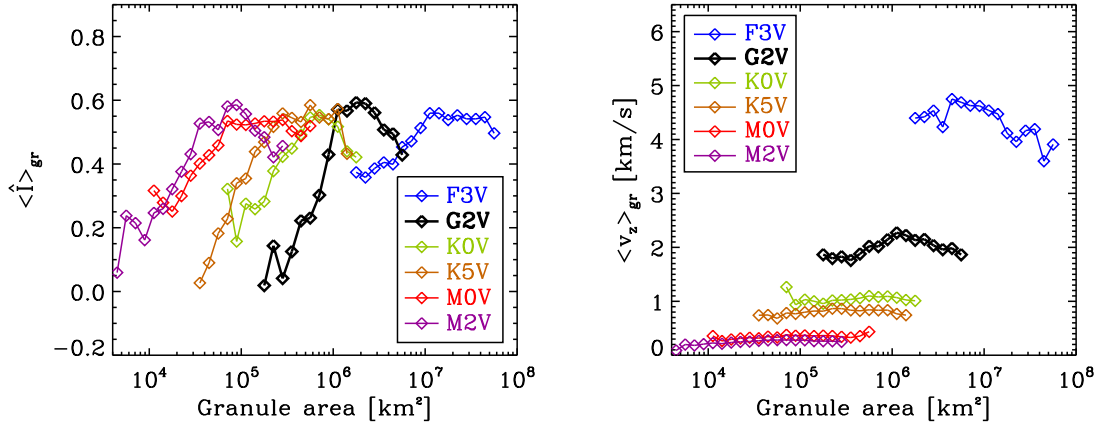 <Î>gr
0.8
0.6
0.4
0.2
0.0
−0.2
F3V
G2V
K0V
K5V
M0V
M2V
10⁴ 10⁵ 10⁶ 10⁷ 10⁸
Granule area [km²]
<v_z>gr [km/s]
6
5
4
3
2
1
0
F3V
G2V
K0V
K5V
M0V
M2V
10⁴ 10⁵ 10⁶ 10⁷ 10⁸
Granule area [km²]